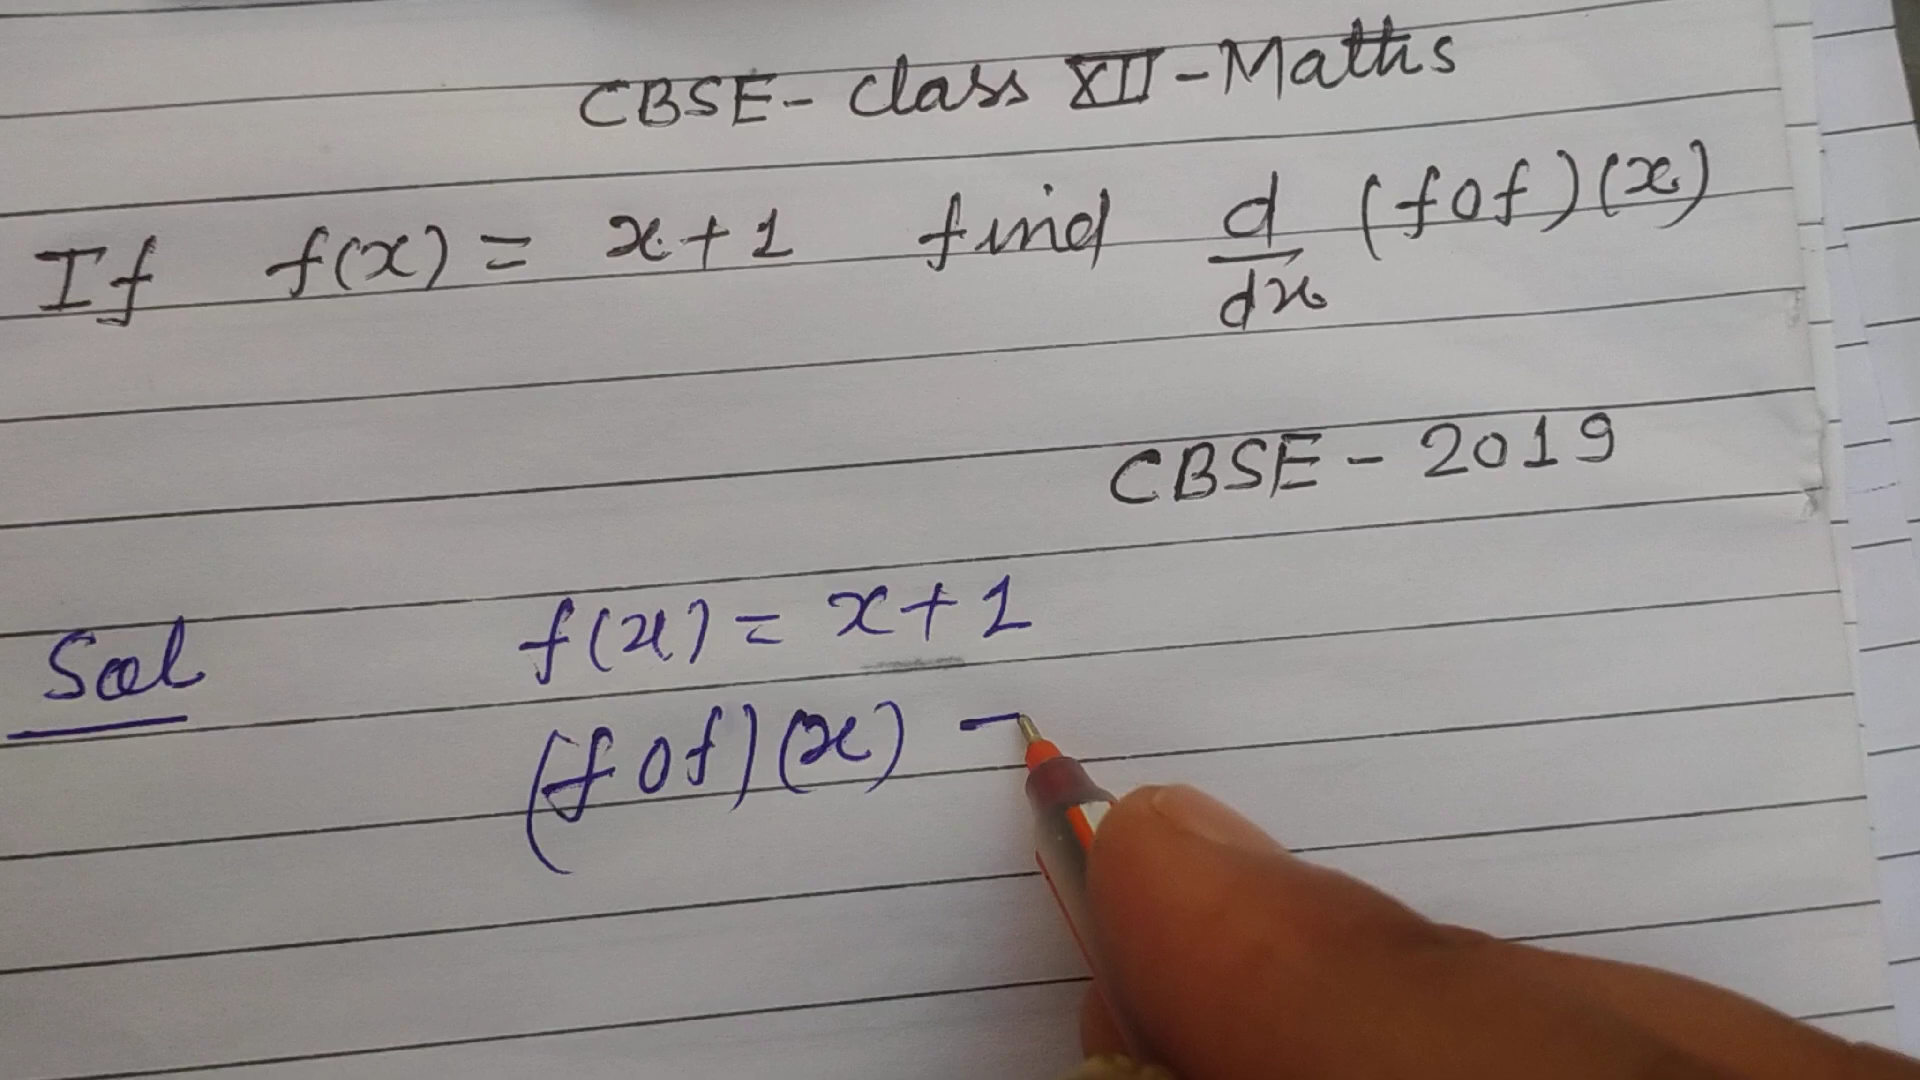 CBSE - Class XII - Maths
If f(x) = x + 1 find d/dx (fof)(x)
CBSE - 2019
Sol f(x) = x + 1
(fof)(x) -